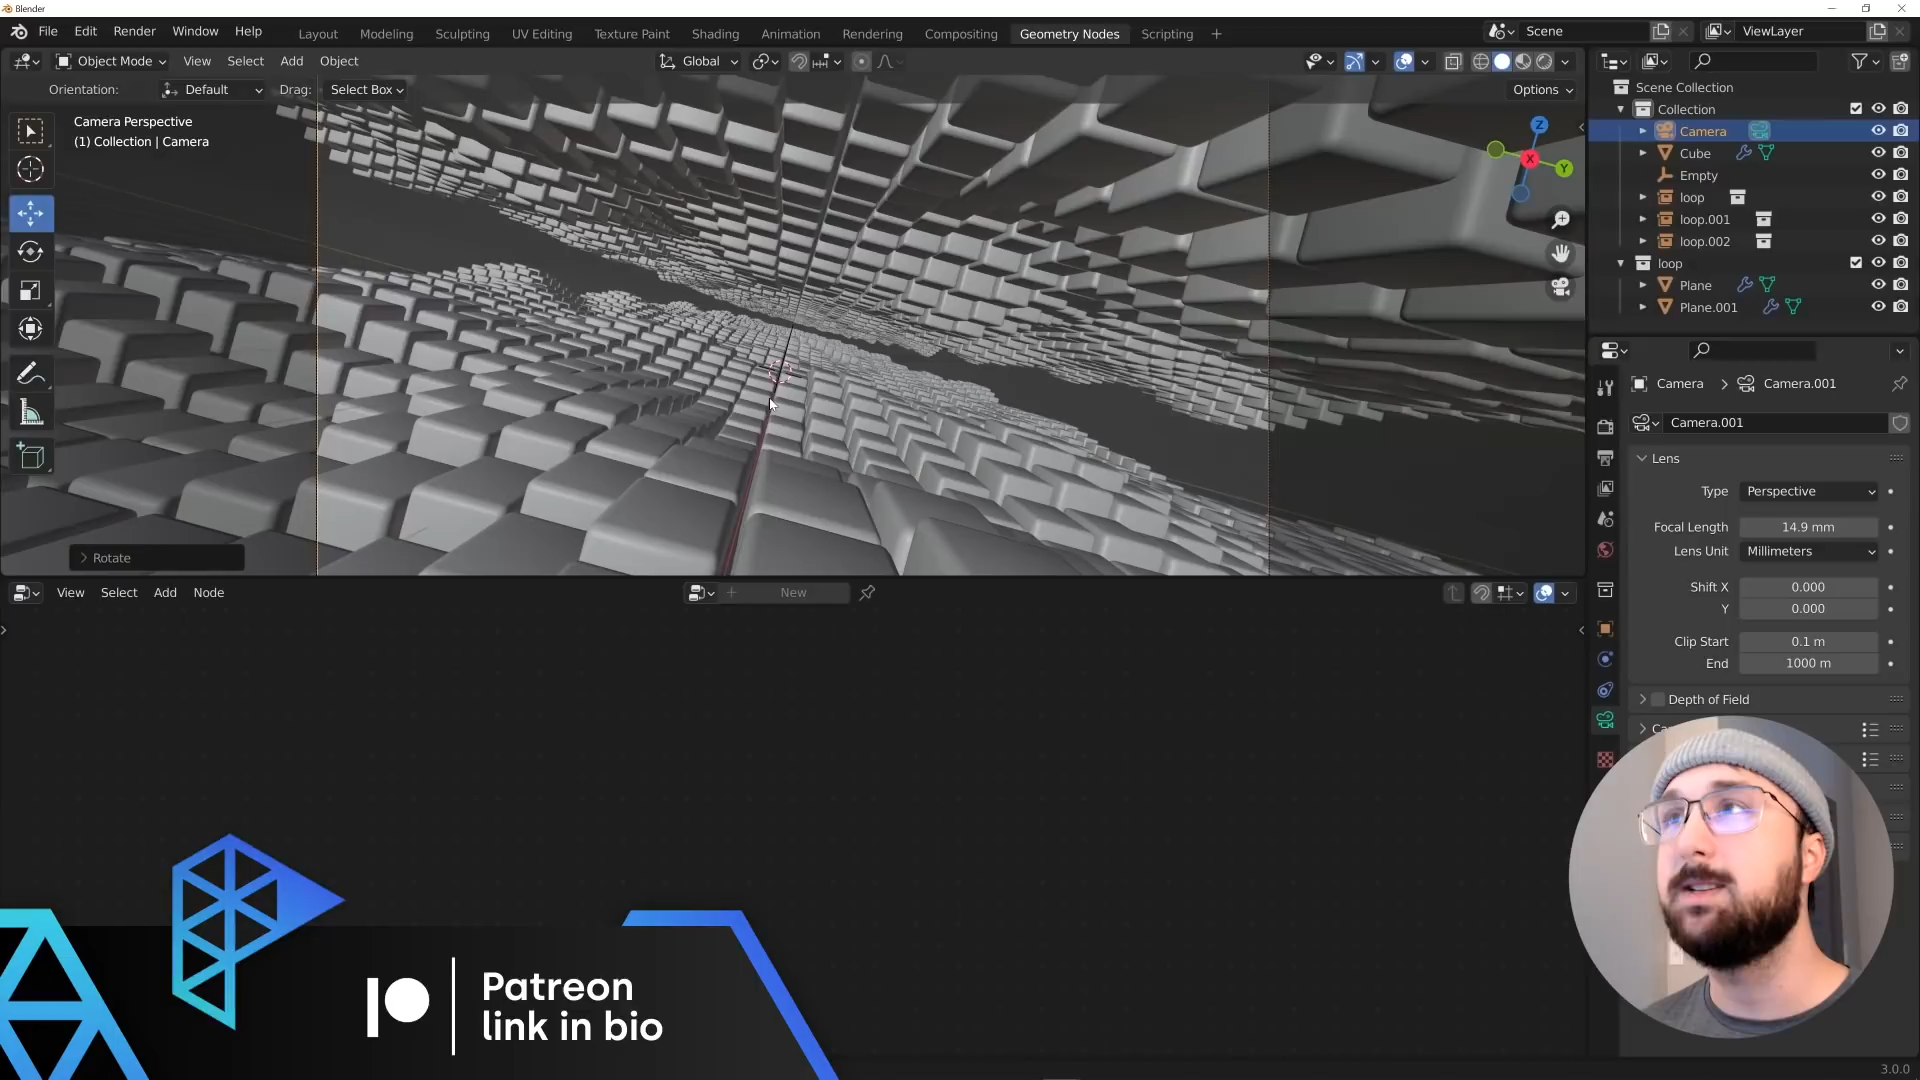 Blender
File Edit Render Window Help
Layout Modeling Sculpting UV Editing Texture Paint Shading Animation Rendering Compositing Geometry Nodes Scripting +
Scene
ViewLayer
Object Mode View Select Add Object
Global
Orientation: Default Drag: Select Box
Options
Camera Perspective
(1) Collection | Camera
Z
X
Y
Rotate
Scene Collection
Collection
Camera
Cube
Empty
loop
loop.001
loop.002
loop
Plane
Plane.001
Camera > Camera.001
Camera.001
Lens
Type Perspective
Focal Length 14.9 mm
Lens Unit Millimeters
Shift X 0.000
Y 0.000
Clip Start 0.1 m
End 1000 m
Depth of Field
View Select Add Node
New
Patreon
link in bio
3.0.0